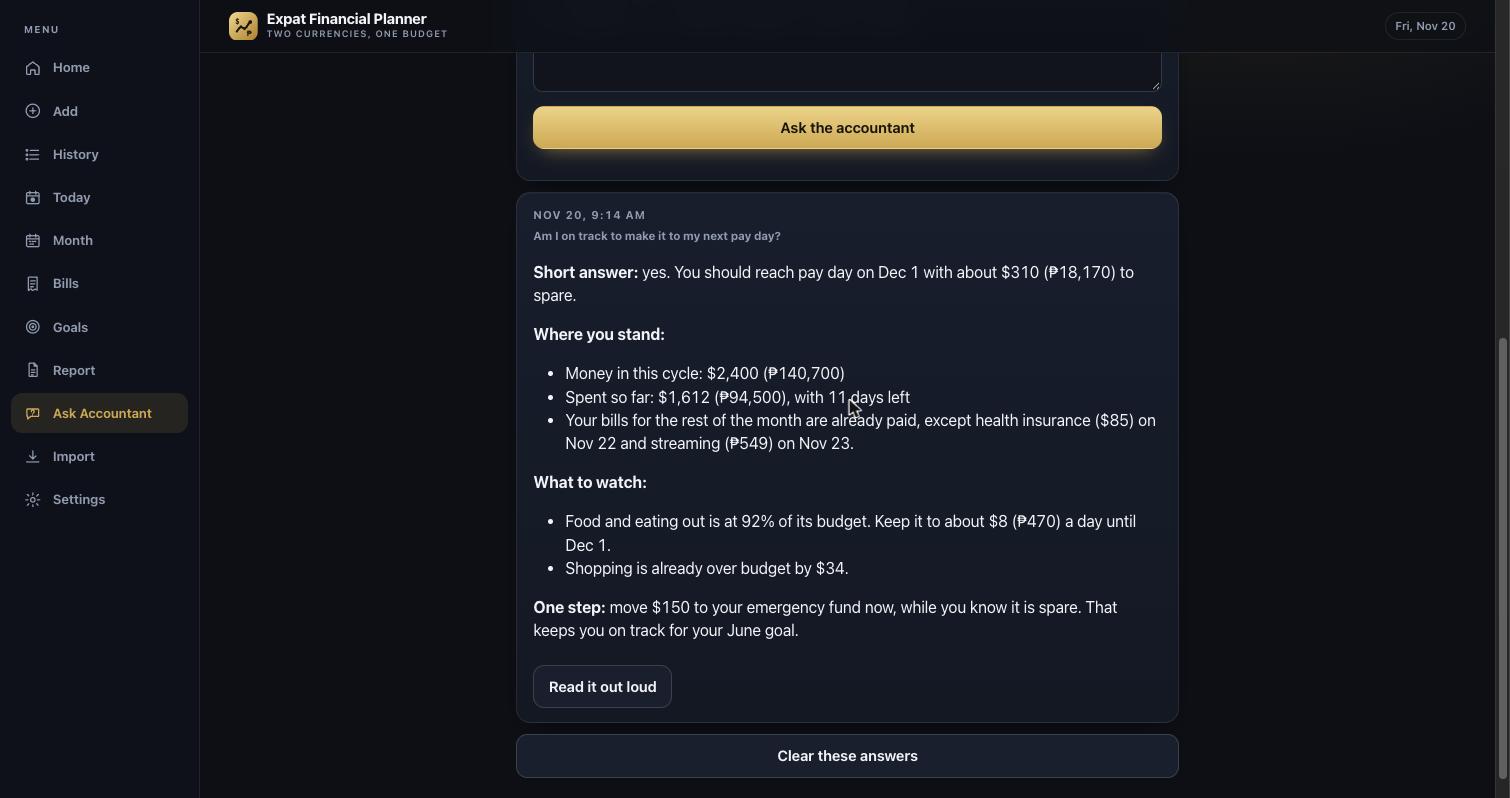 MENU
Home
Add
History
Today
Month
Bills
Goals
Report
Ask Accountant
Import
Settings
Expat Financial Planner
TWO CURRENCIES, ONE BUDGET
Fri, Nov 20
Ask the accountant
NOV 20, 9:14 AM
Am I on track to make it to my next pay day?
Short answer: yes. You should reach pay day on Dec 1 with about $310 (₱18,170) to
spare.
Where you stand:
• Money in this cycle: $2,400 (₱140,700)
• Spent so far: $1,612 (₱94,500), with 11 days left
• Your bills for the rest of the month are already paid, except health insurance ($85) on
Nov 22 and streaming (₱549) on Nov 23.
What to watch:
• Food and eating out is at 92% of its budget. Keep it to about $8 (₱470) a day until
Dec 1.
• Shopping is already over budget by $34.
One step: move $150 to your emergency fund now, while you know it is spare. That
keeps you on track for your June goal.
Read it out loud
Clear these answers